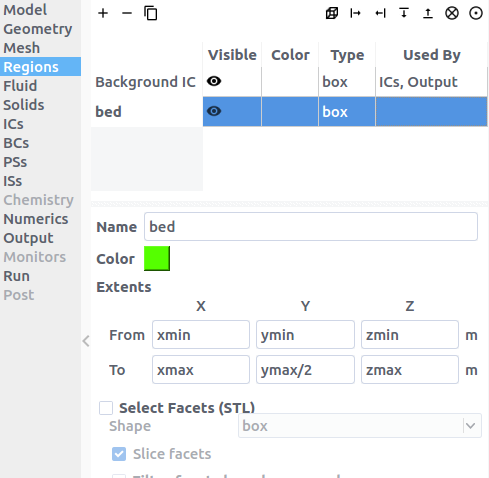 Model
Geometry
Mesh
Regions
Fluid
Solids
ICs
BCs
PSs
ISs
Chemistry
Numerics
Output
Monitors
Run
Post
Visible Color Type Used By
Background IC box ICs, Output
bed box
Name bed
Color
Extents
X Y Z
From xmin ymin zmin m
To xmax ymax/2 zmax m
Select Facets (STL)
Shape box
Slice facets